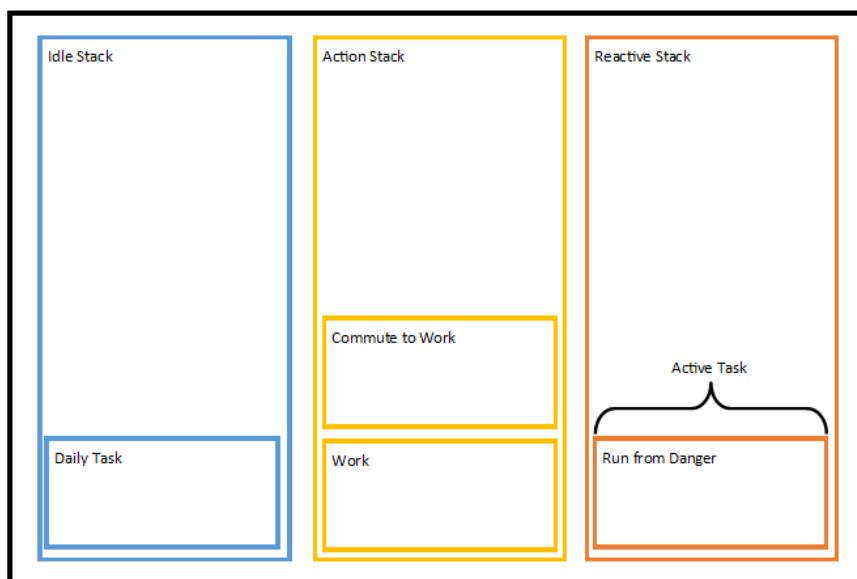 Idle Stack
Action Stack
Reactive Stack
Commute to Work
Active Task
Daily Task
Work
Run from Danger